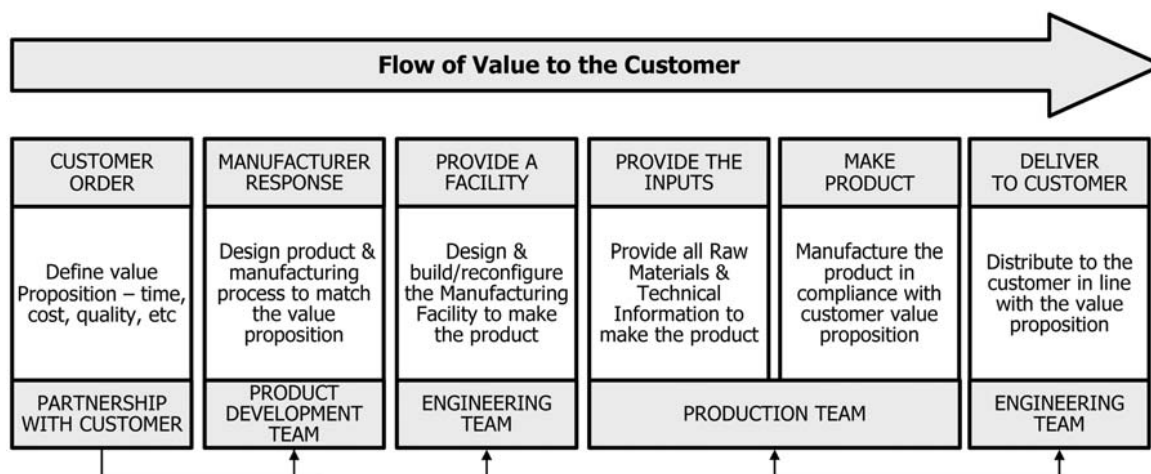 Flow of Value to the Customer
CUSTOMER
ORDER
Define value
Proposition – time,
cost, quality, etc
PARTNERSHIP
WITH CUSTOMER
MANUFACTURER
RESPONSE
Design product &
manufacturing
process to match
the value
proposition
PRODUCT
DEVELOPMENT
TEAM
PROVIDE A
FACILITY
Design &
build/reconfigure
the Manufacturing
Facility to make
the product
ENGINEERING
TEAM
PROVIDE THE
INPUTS
Provide all Raw
Materials &
Technical
Information to
make the product
MAKE
PRODUCT
Manufacture the
product in
compliance with
customer value
proposition
PRODUCTION TEAM
DELIVER
TO CUSTOMER
Distribute to the
customer in line
with the value
proposition
ENGINEERING
TEAM